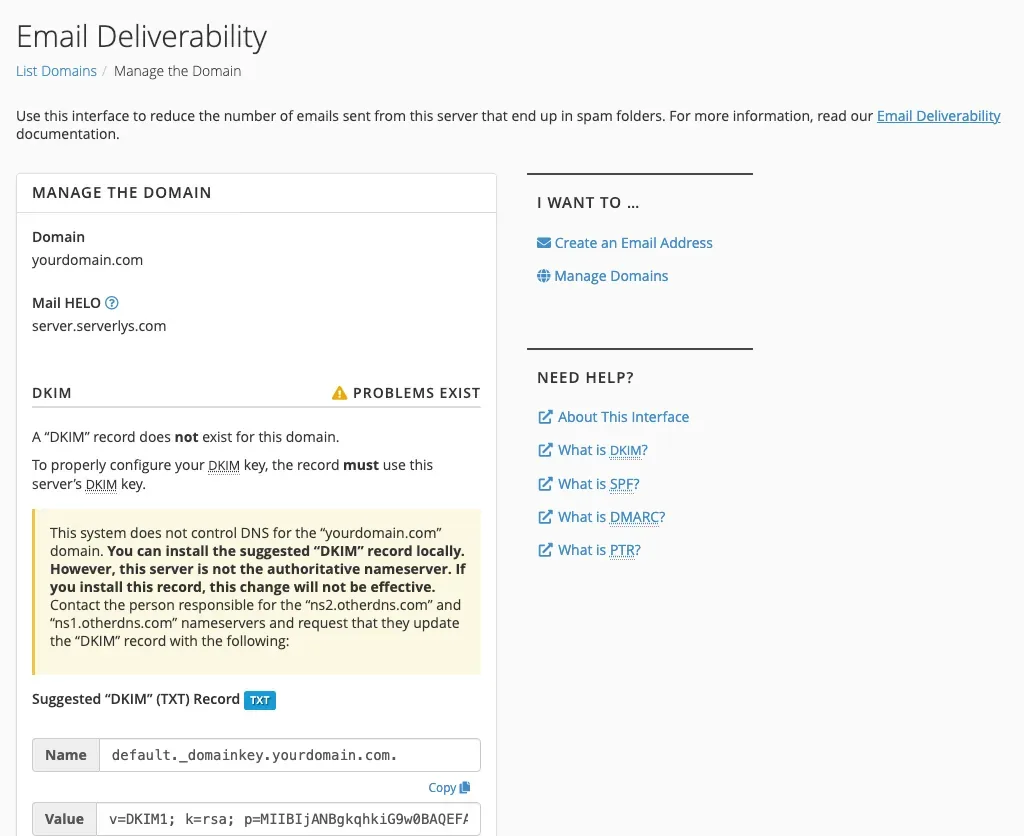 Email Deliverability
List Domains / Manage the Domain
Use this interface to reduce the number of emails sent from this server that end up in spam folders. For more information, read our Email Deliverability
documentation.
MANAGE THE DOMAIN
Domain
yourdomain.com
Mail HELO
server.serverlys.com
DKIM PROBLEMS EXIST
A “DKIM” record does not exist for this domain.
To properly configure your DKIM key, the record must use this
server’s DKIM key.
This system does not control DNS for the “yourdomain.com”
domain. You can install the suggested “DKIM” record locally.
However, this server is not the authoritative nameserver. If
you install this record, this change will not be effective.
Contact the person responsible for the “ns2.otherdns.com” and
“ns1.otherdns.com” nameservers and request that they update
the “DKIM” record with the following:
Suggested “DKIM” (TXT) Record TXT
Name default._domainkey.yourdomain.com.
Copy
Value v=DKIM1; k=rsa; p=MIIBIjANBgkqhkiG9w0BAQEFA
I WANT TO ...
Create an Email Address
Manage Domains
NEED HELP?
About This Interface
What is DKIM?
What is SPF?
What is DMARC?
What is PTR?